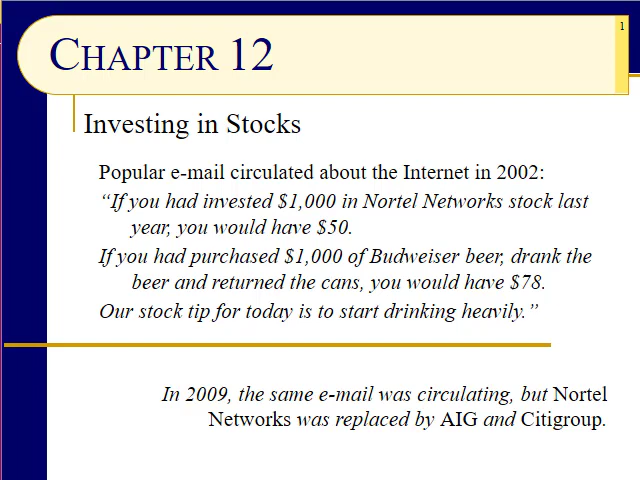 1
CHAPTER 12
Investing in Stocks
Popular e-mail circulated about the Internet in 2002:
“If you had invested $1,000 in Nortel Networks stock last
year, you would have $50.
If you had purchased $1,000 of Budweiser beer, drank the
beer and returned the cans, you would have $78.
Our stock tip for today is to start drinking heavily.”
In 2009, the same e-mail was circulating, but Nortel
Networks was replaced by AIG and Citigroup.